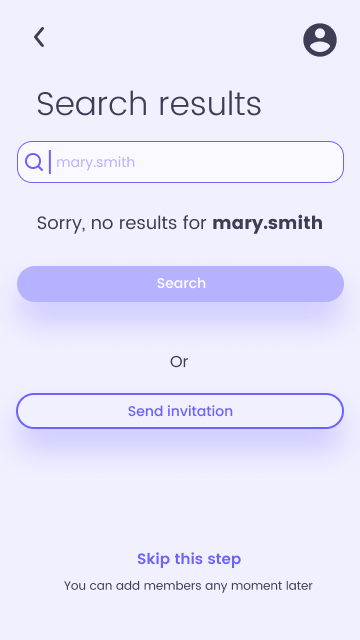 Search results
mary.smith
Sorry, no results for mary.smith
Search
Or
Send invitation
Skip this step
You can add members any moment later